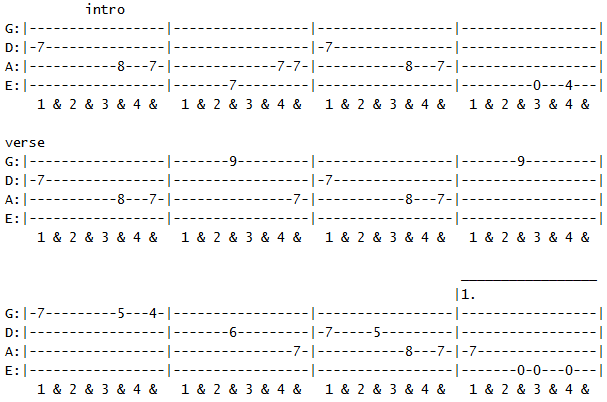 intro
G:|-----------------|-----------------|-----------------|-----------------|
D:|-7---------------|-----------------|-7---------------|-----------------|
A:|-----------8---7-|-------------7-7-|-----------8---7-|-----------------|
E:|-----------------|-------7---------|-----------------|---------0---4---|
1 & 2 & 3 & 4 &   1 & 2 & 3 & 4 &   1 & 2 & 3 & 4 &   1 & 2 & 3 & 4 &
verse
G:|-----------------|-------9---------|-----------------|-------9---------|
D:|-7---------------|-----------------|-7---------------|-----------------|
A:|-----------8---7-|---------------7-|-----------8---7-|-----------------|
E:|-----------------|-----------------|-----------------|-----------------|
1 & 2 & 3 & 4 &   1 & 2 & 3 & 4 &   1 & 2 & 3 & 4 &   1 & 2 & 3 & 4 &
_________________
|1.
G:|-7---------5---4-|-----------------|-----------------|-----------------|
D:|-----------------|-------6---------|-7-----5---------|-----------------|
A:|-----------------|---------------7-|-----------8---7-|-7---------------|
E:|-----------------|-----------------|-----------------|-------0-0---0---|
1 & 2 & 3 & 4 &   1 & 2 & 3 & 4 &   1 & 2 & 3 & 4 &   1 & 2 & 3 & 4 &